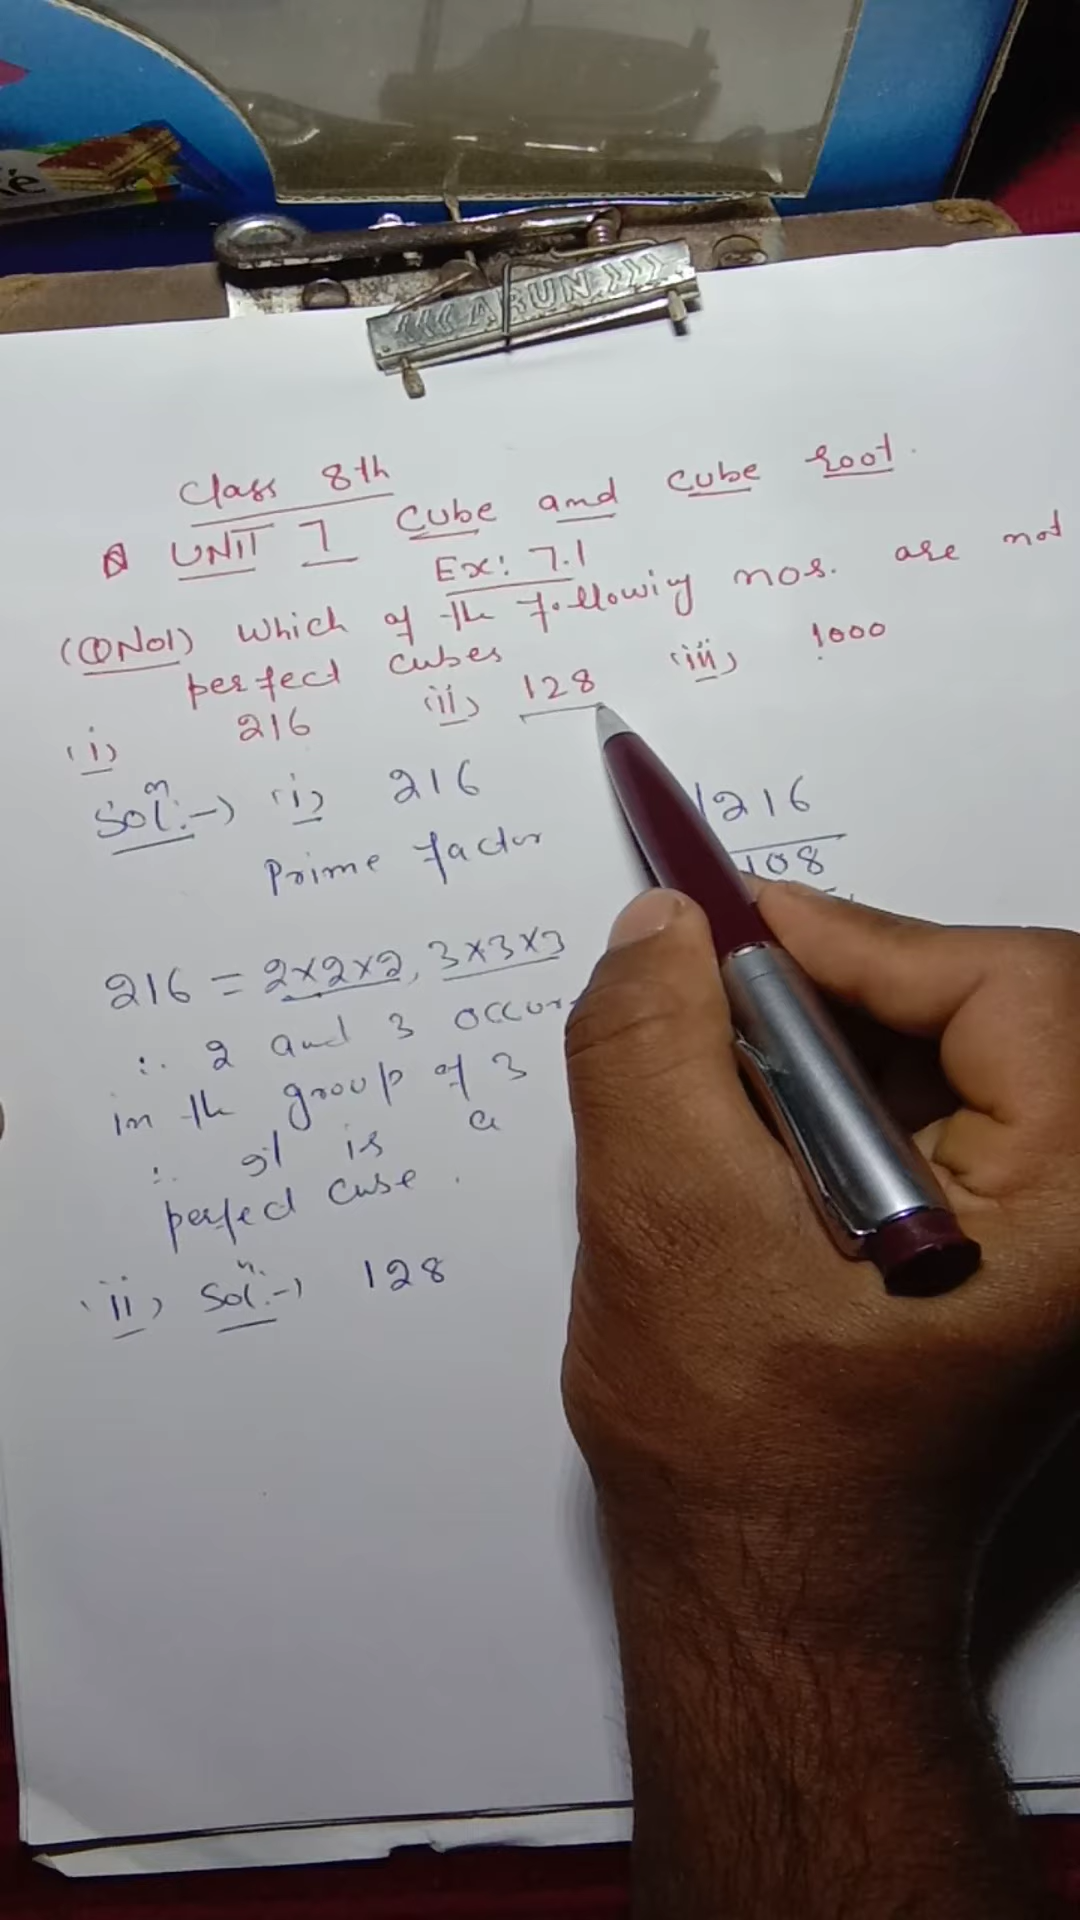 <<< ARUN >>>
Class 8th
UNIT 7 Cube and Cube root.
Ex: 7.1
(QNo1) Which of the following nos. are not
perfect cubes
(i) 216 (ii) 128 (iii) 1000
Soln:-) (i) 216
Prime factor
216
108
216 = 2×2×2, 3×3×3
∴ 2 and 3 occur
in the group of 3
∴ It is a
perfect cube.
(ii) Soln:-) 128